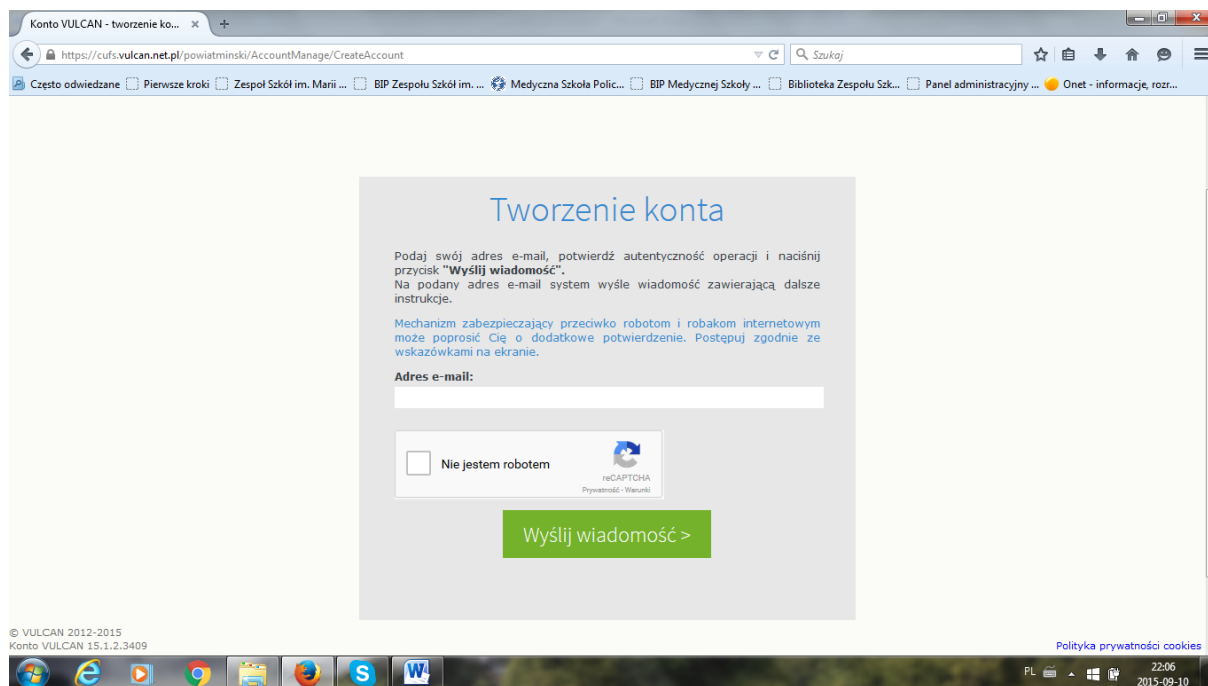 Konto VULCAN - tworzenie ko...
https://cufs.vulcan.net.pl/powiatminski/AccountManage/CreateAccount
Szukaj
Często odwiedzane Pierwsze kroki Zespoł Szkół im. Marii ... BIP Zespołu Szkół im. ... Medyczna Szkoła Polic... BIP Medycznej Szkoły ... Biblioteka Zespołu Szk... Panel administracyjny ... Onet - informacje, rozr...
Tworzenie konta
Podaj swój adres e-mail, potwierdź autentyczność operacji i naciśnij
przycisk "Wyślij wiadomość".
Na podany adres e-mail system wyśle wiadomość zawierającą dalsze
instrukcje.
Mechanizm zabezpieczający przeciwko robotom i robakom internetowym
może poprosić Cię o dodatkowe potwierdzenie. Postępuj zgodnie ze
wskazówkami na ekranie.
Adres e-mail:
Nie jestem robotem
reCAPTCHA
Prywatność - Warunki
Wyślij wiadomość >
© VULCAN 2012-2015
Konto VULCAN 15.1.2.3409
Polityka prywatności cookies
PL
22:06
2015-09-10